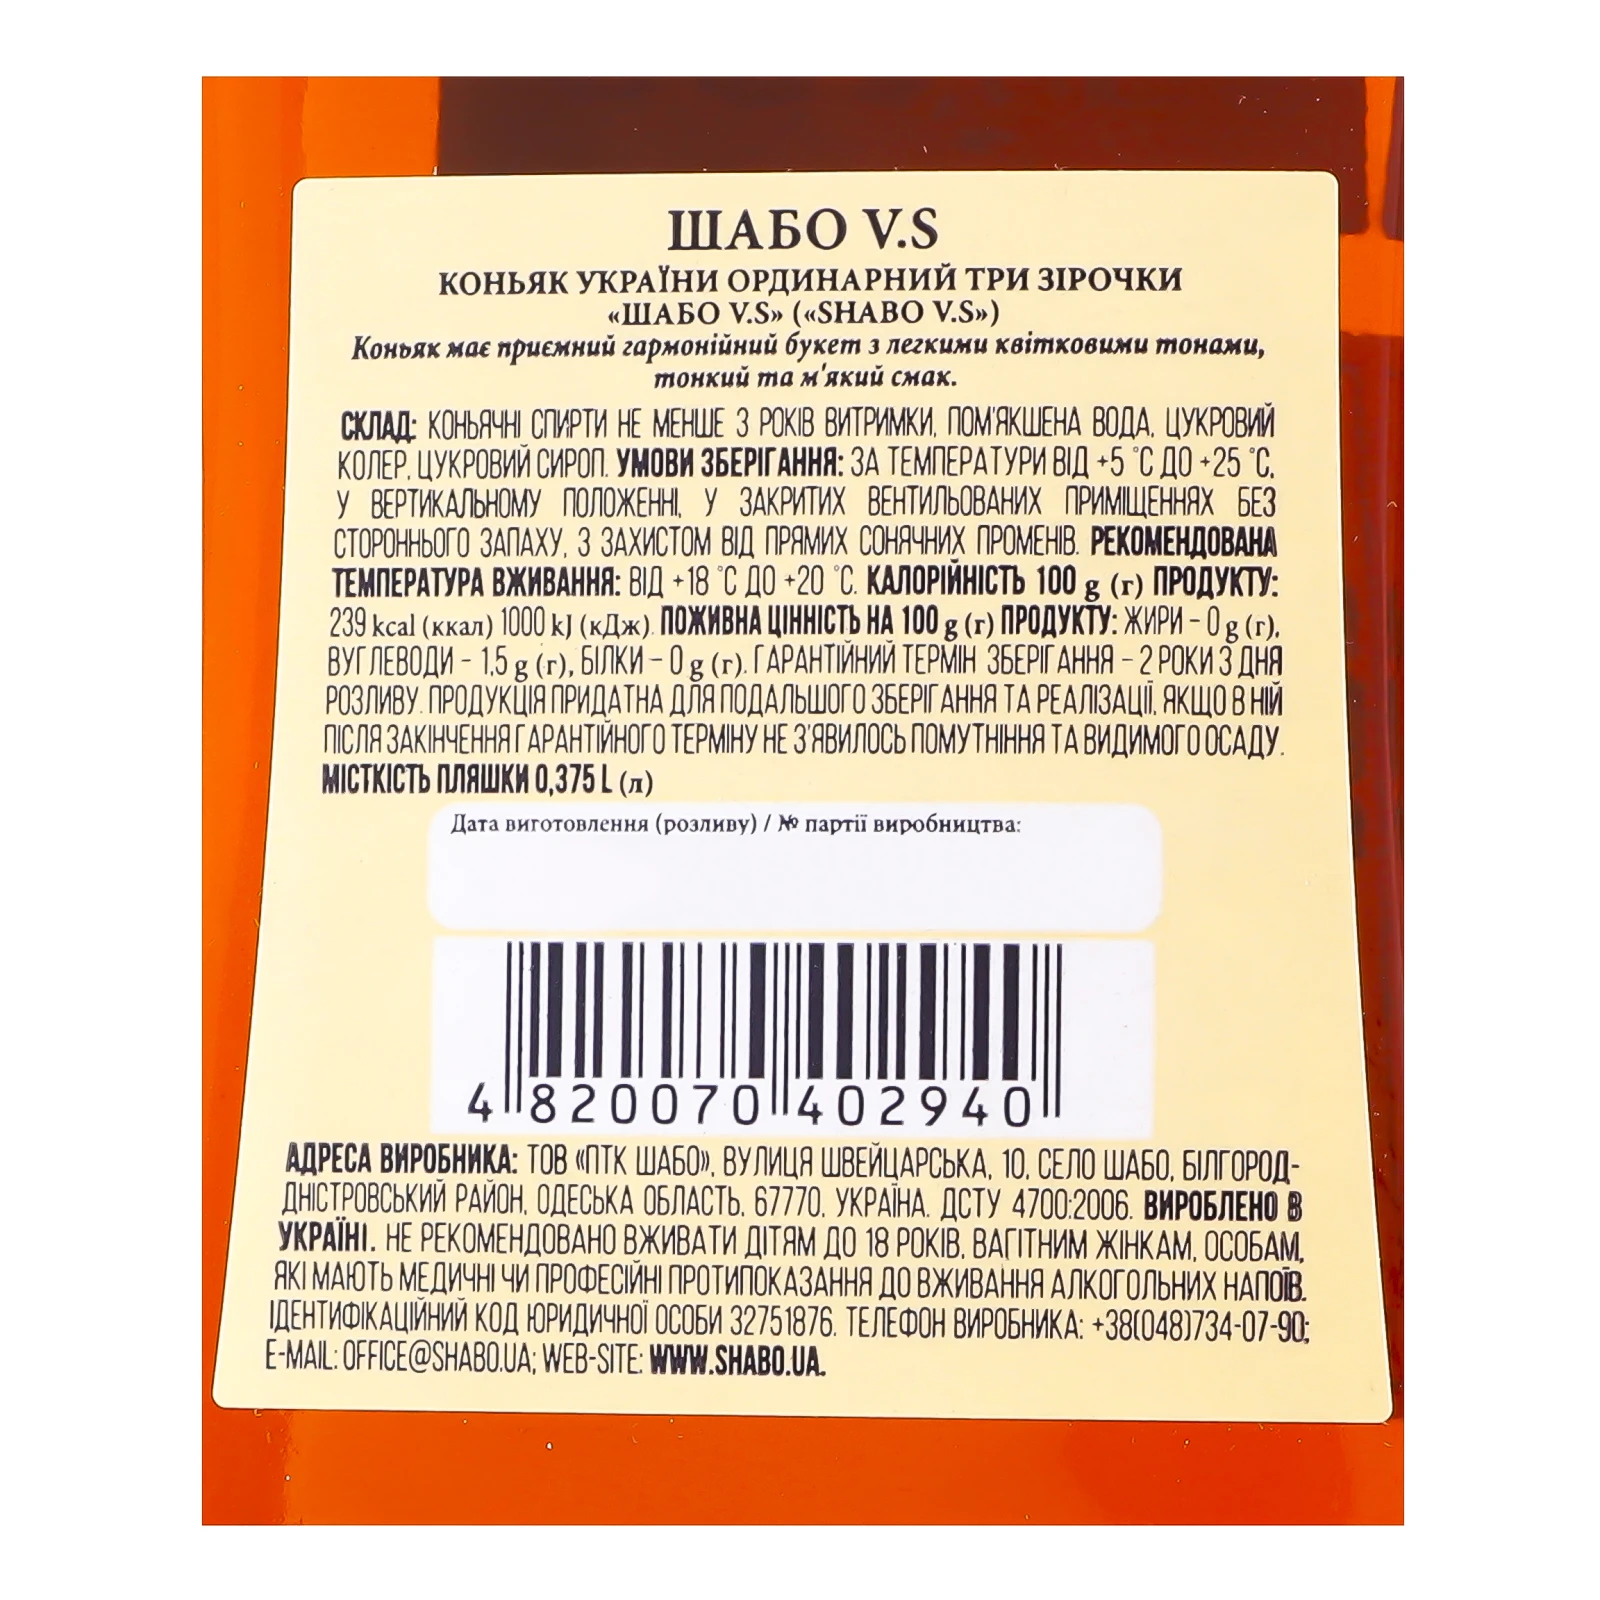 ШАБО V.S
КОНЬЯК УКРАЇНИ ОРДИНАРНИЙ ТРИ ЗІРОЧКИ
«ШАБО V.S» («SHABO V.S»)
Коньяк має приємний гармонійний букет з легкими квітковими тонами,
тонкий та м'який смак.
СКЛАД: КОНЬЯЧНІ СПИРТИ НЕ МЕНШЕ 3 РОКІВ ВИТРИМКИ, ПОМ'ЯКШЕНА ВОДА, ЦУКРОВИЙ
КОЛЕР, ЦУКРОВИЙ СИРОП. УМОВИ ЗБЕРІГАННЯ: ЗА ТЕМПЕРАТУРИ ВІД +5 °С ДО +25 °С,
У ВЕРТИКАЛЬНОМУ ПОЛОЖЕННІ, У ЗАКРИТИХ ВЕНТИЛЬОВАНИХ ПРИМІЩЕННЯХ БЕЗ
СТОРОННЬОГО ЗАПАХУ, З ЗАХИСТОМ ВІД ПРЯМИХ СОНЯЧНИХ ПРОМЕНІВ. РЕКОМЕНДОВАНА
ТЕМПЕРАТУРА ВЖИВАННЯ: ВІД +18 °С ДО +20 °С. КАЛОРІЙНІСТЬ 100 g (г) ПРОДУКТУ:
239 kcal (ккал) 1000 kJ (кДж). ПОЖИВНА ЦІННІСТЬ НА 100 g (г) ПРОДУКТУ: ЖИРИ – 0 g (г),
ВУГЛЕВОДИ – 1,5 g (г), БІЛКИ – 0 g (г). ГАРАНТІЙНИЙ ТЕРМІН ЗБЕРІГАННЯ – 2 РОКИ З ДНЯ
РОЗЛИВУ. ПРОДУКЦІЯ ПРИДАТНА ДЛЯ ПОДАЛЬШОГО ЗБЕРІГАННЯ ТА РЕАЛІЗАЦІЇ, ЯКЩО В НІЙ
ПІСЛЯ ЗАКІНЧЕННЯ ГАРАНТІЙНОГО ТЕРМІНУ НЕ З'ЯВИЛОСЬ ПОМУТНІННЯ ТА ВИДИМОГО ОСАДУ.
МІСТКІСТЬ ПЛЯШКИ 0,375 L (л)
Дата виготовлення (розливу) / № партії виробництва:
4 820070 402940
АДРЕСА ВИРОБНИКА: ТОВ «ПТК ШАБО», ВУЛИЦЯ ШВЕЙЦАРСЬКА, 10, СЕЛО ШАБО, БІЛГОРОД-
ДНІСТРОВСЬКИЙ РАЙОН, ОДЕСЬКА ОБЛАСТЬ, 67770, УКРАЇНА. ДСТУ 4700:2006. ВИРОБЛЕНО В
УКРАЇНІ. НЕ РЕКОМЕНДОВАНО ВЖИВАТИ ДІТЯМ ДО 18 РОКІВ, ВАГІТНИМ ЖІНКАМ, ОСОБАМ,
ЯКІ МАЮТЬ МЕДИЧНІ ЧИ ПРОФЕСІЙНІ ПРОТИПОКАЗАННЯ ДО ВЖИВАННЯ АЛКОГОЛЬНИХ НАПОЇВ.
ІДЕНТИФІКАЦІЙНИЙ КОД ЮРИДИЧНОЇ ОСОБИ 32751876. ТЕЛЕФОН ВИРОБНИКА: +38(048)734-07-90;
E-MAIL: OFFICE@SHABO.UA; WEB-SITE: WWW.SHABO.UA.